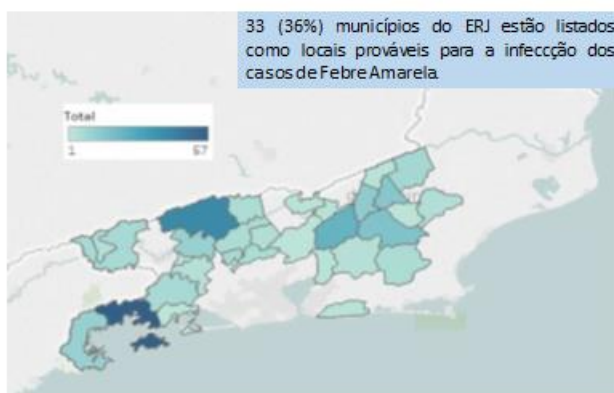 33 (36%) municípios do ERJ estão listados
como locais prováveis para a infeccção dos
casos de Febre Amarela.
Total
1
57